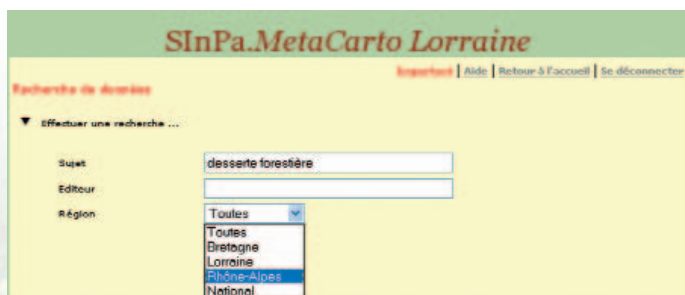 SInPa.MetaCarto Lorraine
Important | Aide | Retour à l'accueil | Se déconnecter
Recherche de données
▼ Effectuer une recherche ...
Sujet desserte forestière
Editeur
Région Toutes
Toutes
Bretagne
Lorraine
Rhône-Alpes
National